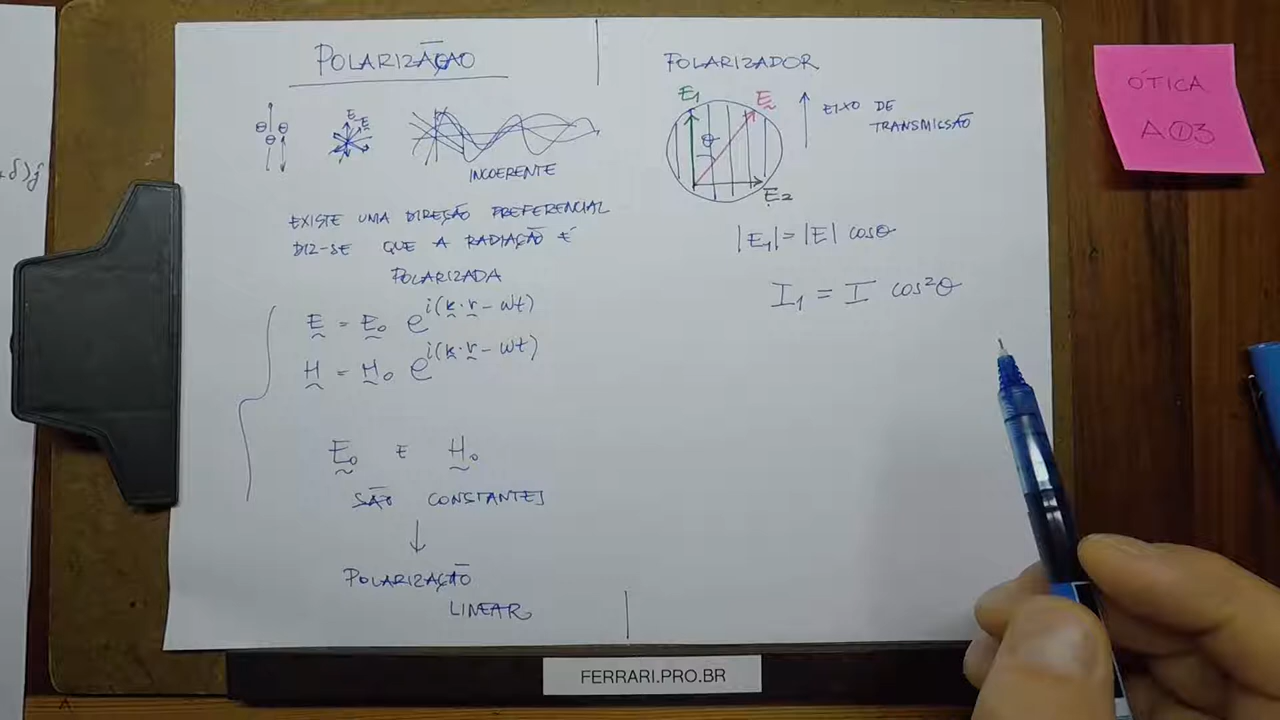 POLARIZAÇÃO
E E
INCOERENTE
EXISTE UMA DIREÇÃO PREFERENCIAL
DIZ-SE QUE A RADIAÇÃO É
POLARIZADA
E = E₀ e^i(k·r - ωt)
H = H₀ e^i(k·r - ωt)
E₀ E H₀
SÃO CONSTANTES
POLARIZAÇÃO
LINEAR
POLARIZADOR
E₁ E
θ
E₂
EIXO DE
TRANSMISSÃO
|E₁| = |E| cosθ
I₁ = I cos²θ
ÓTICA
A03
+δ)ĵ
FERRARI.PRO.BR